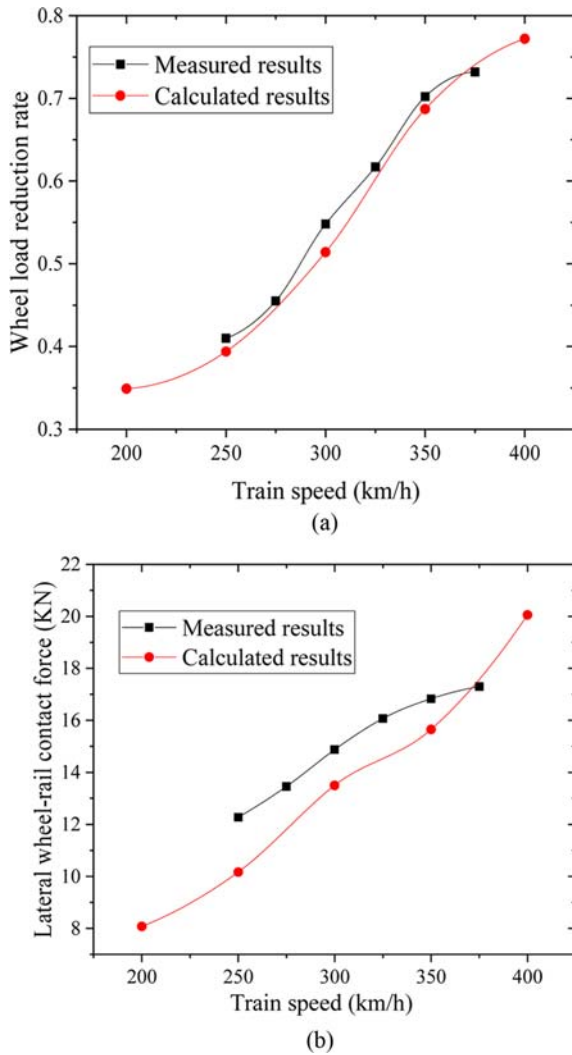 0.8
0.7
0.6
0.5
0.4
0.3
Wheel load reduction rate
Measured results
Calculated results
200 250 300 350 400
Train speed (km/h)
(a)
22
20
18
16
14
12
10
8
Lateral wheel-rail contact force (KN)
Measured results
Calculated results
200 250 300 350 400
Train speed (km/h)
(b)